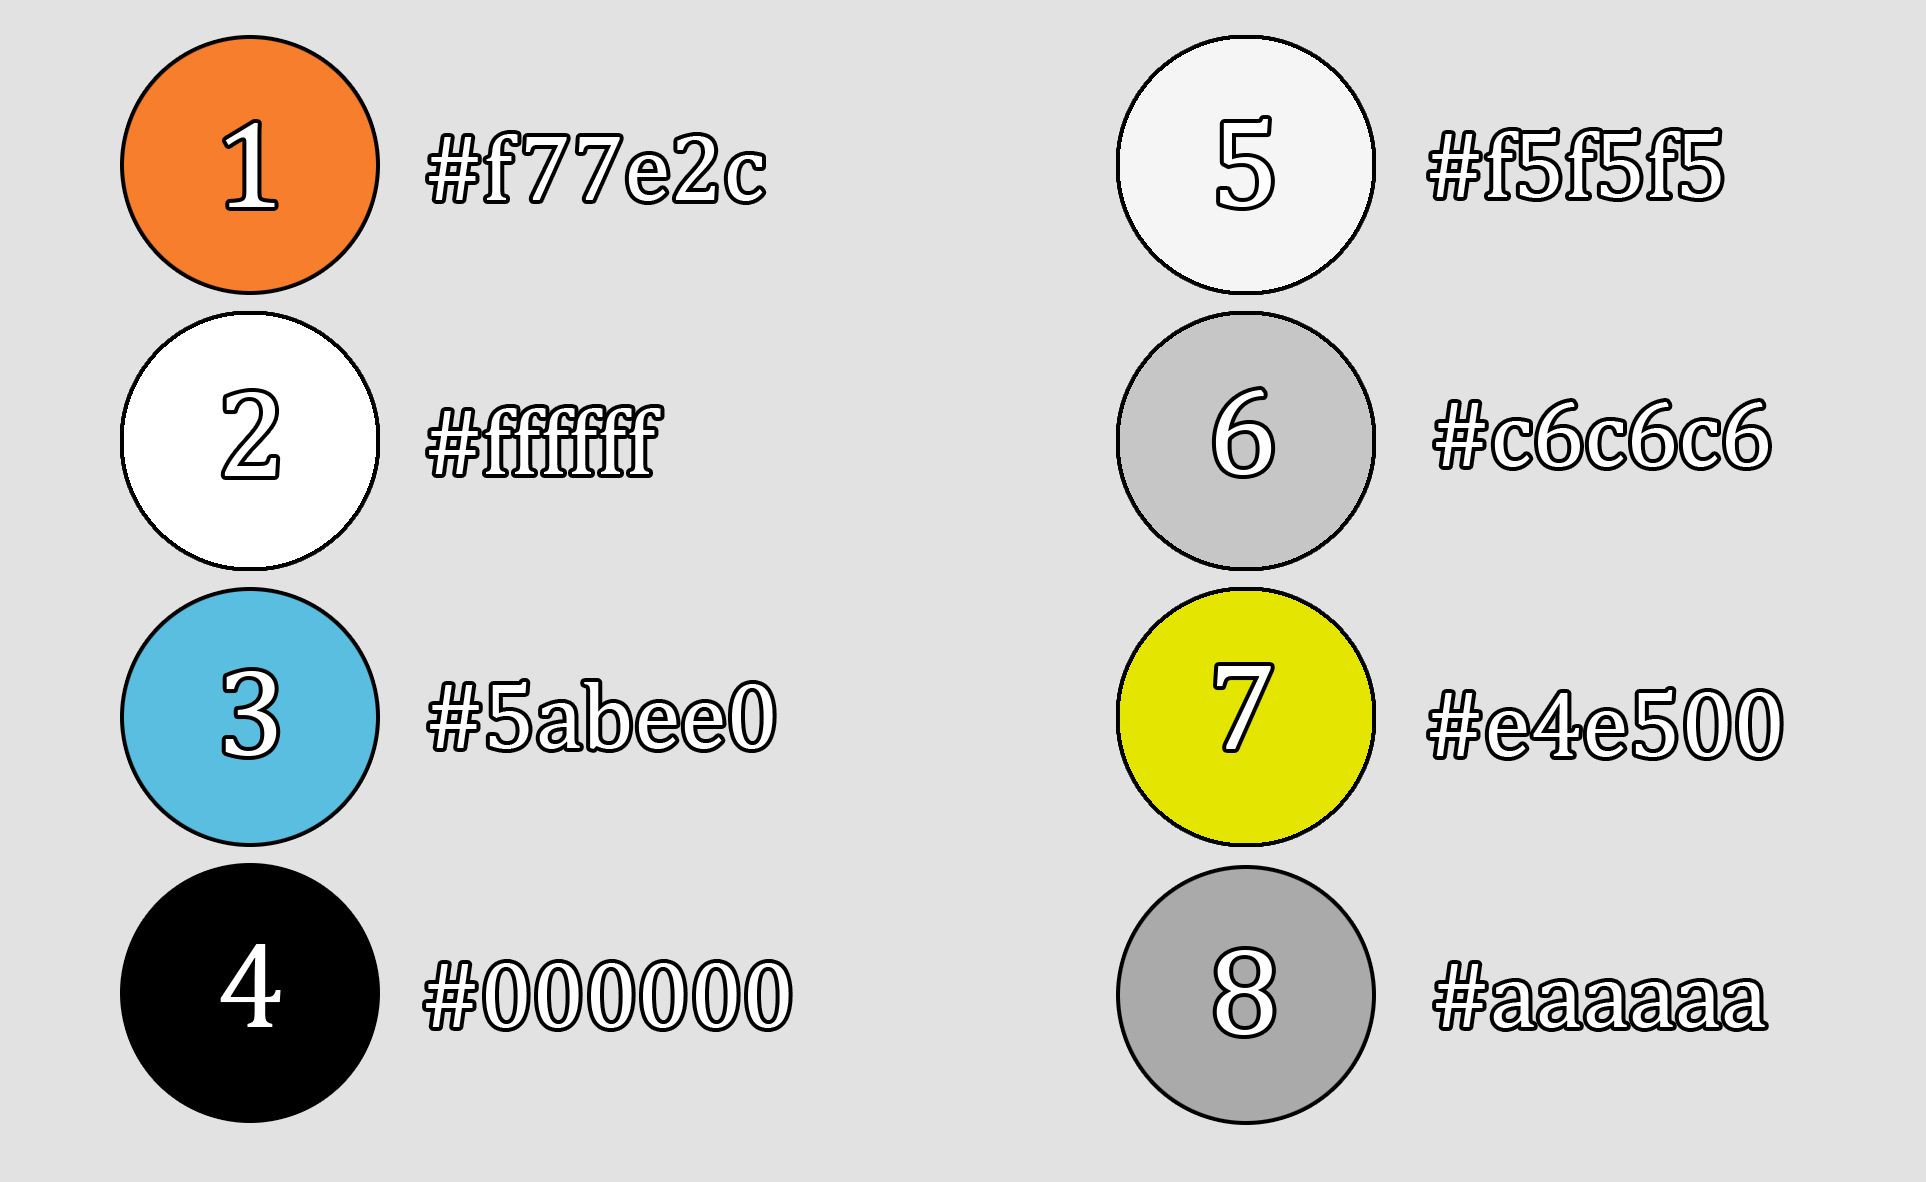 1 #f77e2c
2 #ffffff
3 #5abee0
4 #000000
5 #f5f5f5
6 #c6c6c6
7 #e4e500
8 #aaaaaa